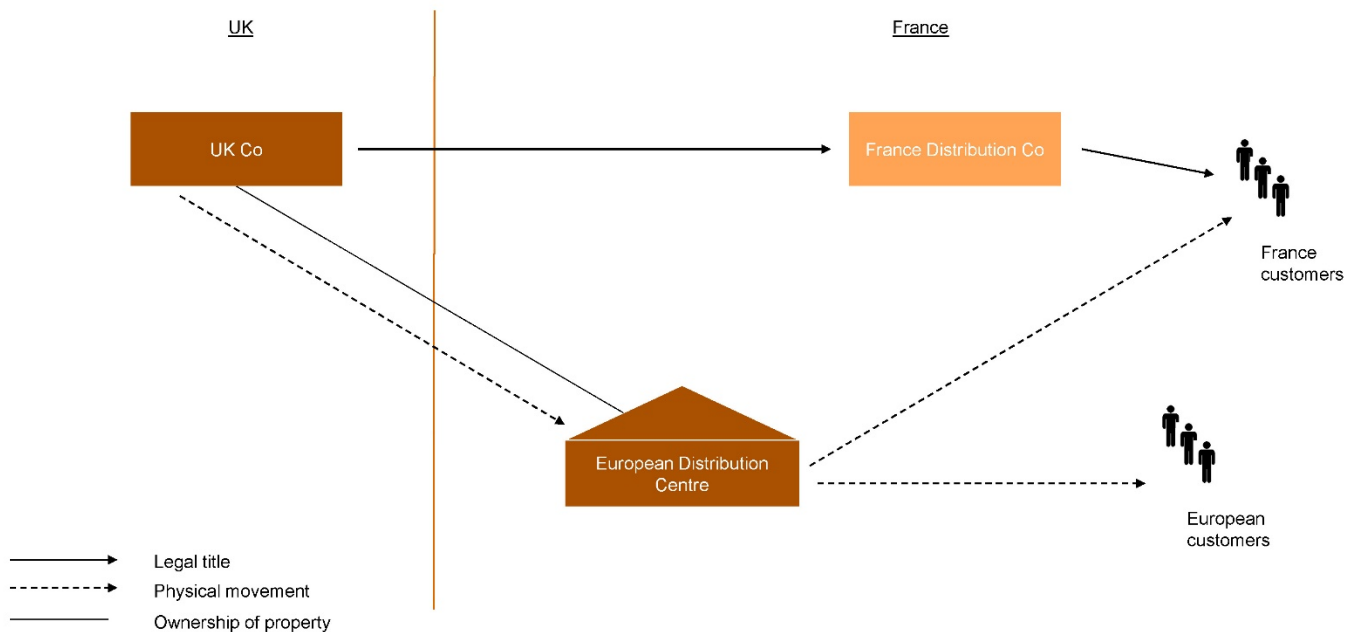 UK
France
UK Co
France Distribution Co
France
customers
European Distribution
Centre
European
customers
Legal title
Physical movement
Ownership of property